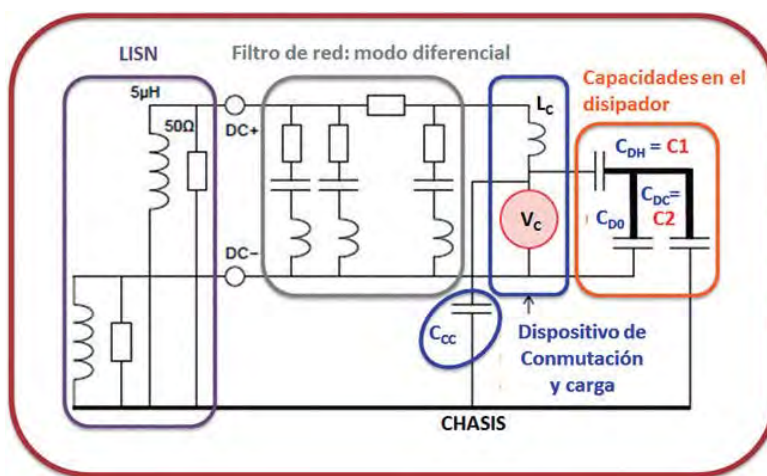 LISN
Filtro de red: modo diferencial
Capacidades en el
disipador
5µH
50Ω
DC+
DC−
LC
VC
CDH = C1
CDC=
C2
CD0
CCC
Dispositivo de
Conmutación
y carga
CHASIS